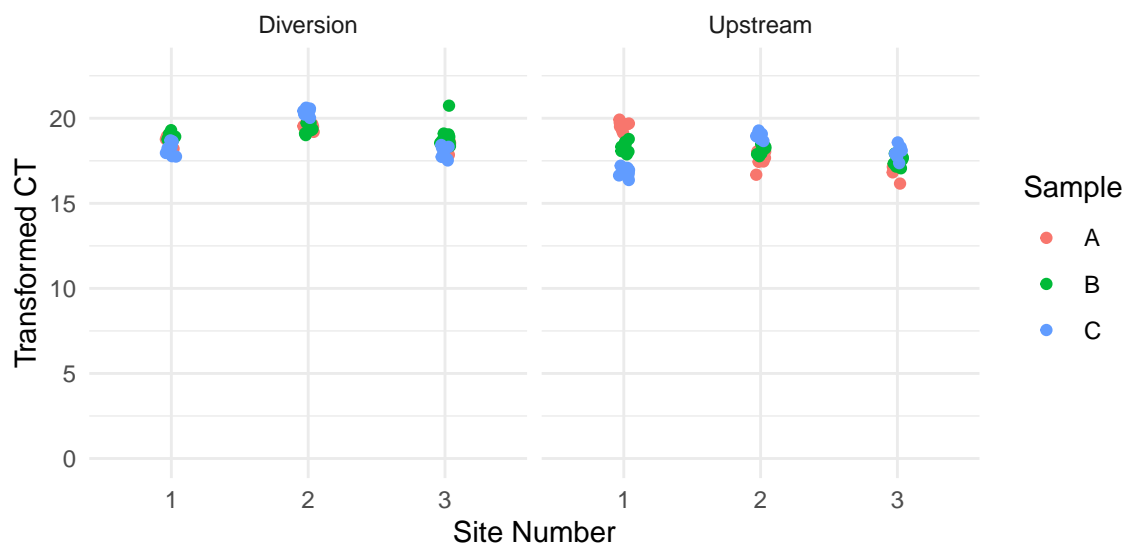 Diversion Upstream
20
15
10
5
0
Transformed CT
1 2 3 1 2 3
Site Number
Sample
A
B
C